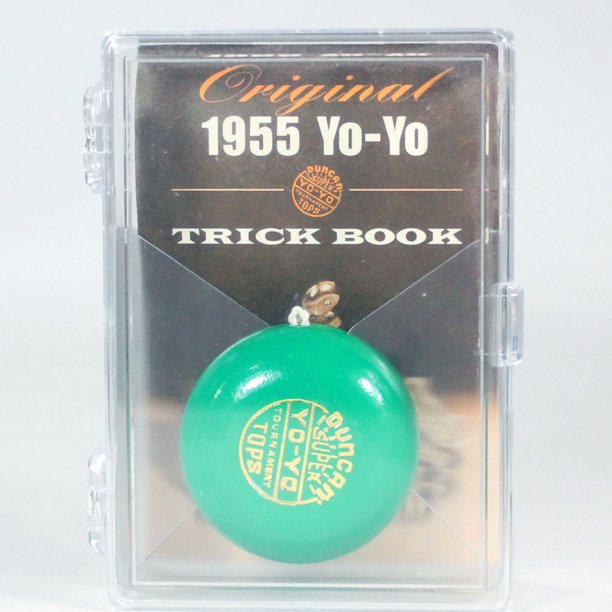 Original
1955 Yo-Yo
DUNCAN
SUPER
YO-YO
TOURNAMENT
TOPS
TRICK BOOK
DUNCAN
SUPER
YO-YO
TOURNAMENT
TOPS